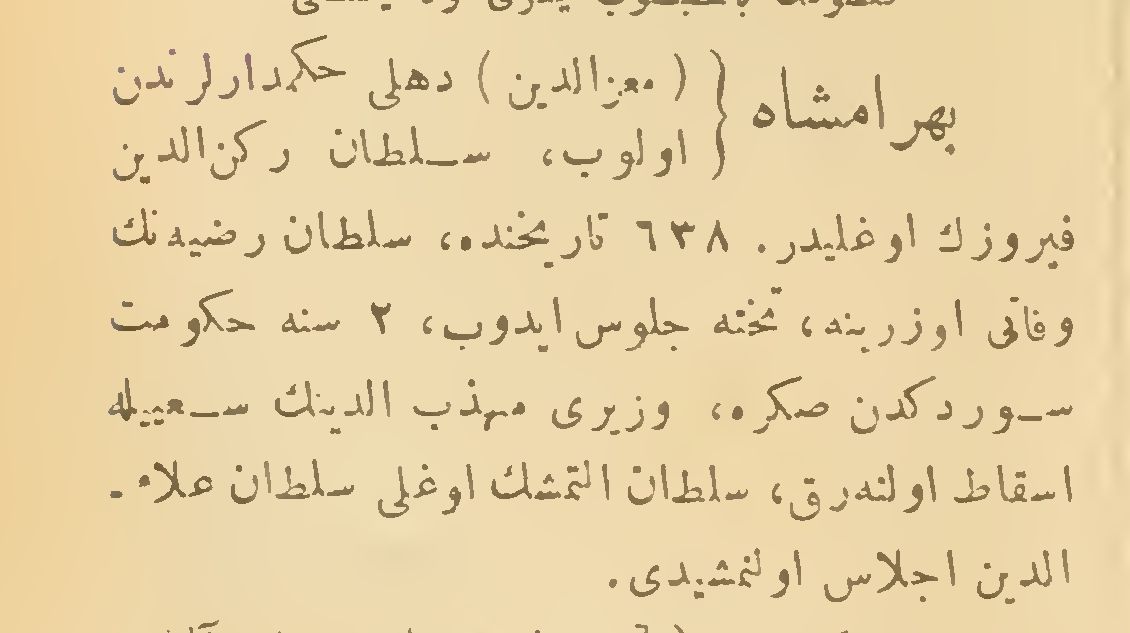 بهرامشاه { ( معزالدین ) دهلی حکمدارلرندن
اولوب، سلطان رکن‌الدین
فیروزك اوغلیدر. ٦٣٨ تاریخنده، سلطان رضیه‌نك
وفاتی اوزرینه، تخته جلوس ایدوب، ٢ سنه حکومت
سوردکدن صکره، وزیری مهذب الدینك سعییله
اسقاط اولنه‌رق، سلطان التمشك اوغلی سلطان علاء -
الدین اجلاس اولنمشیدی.